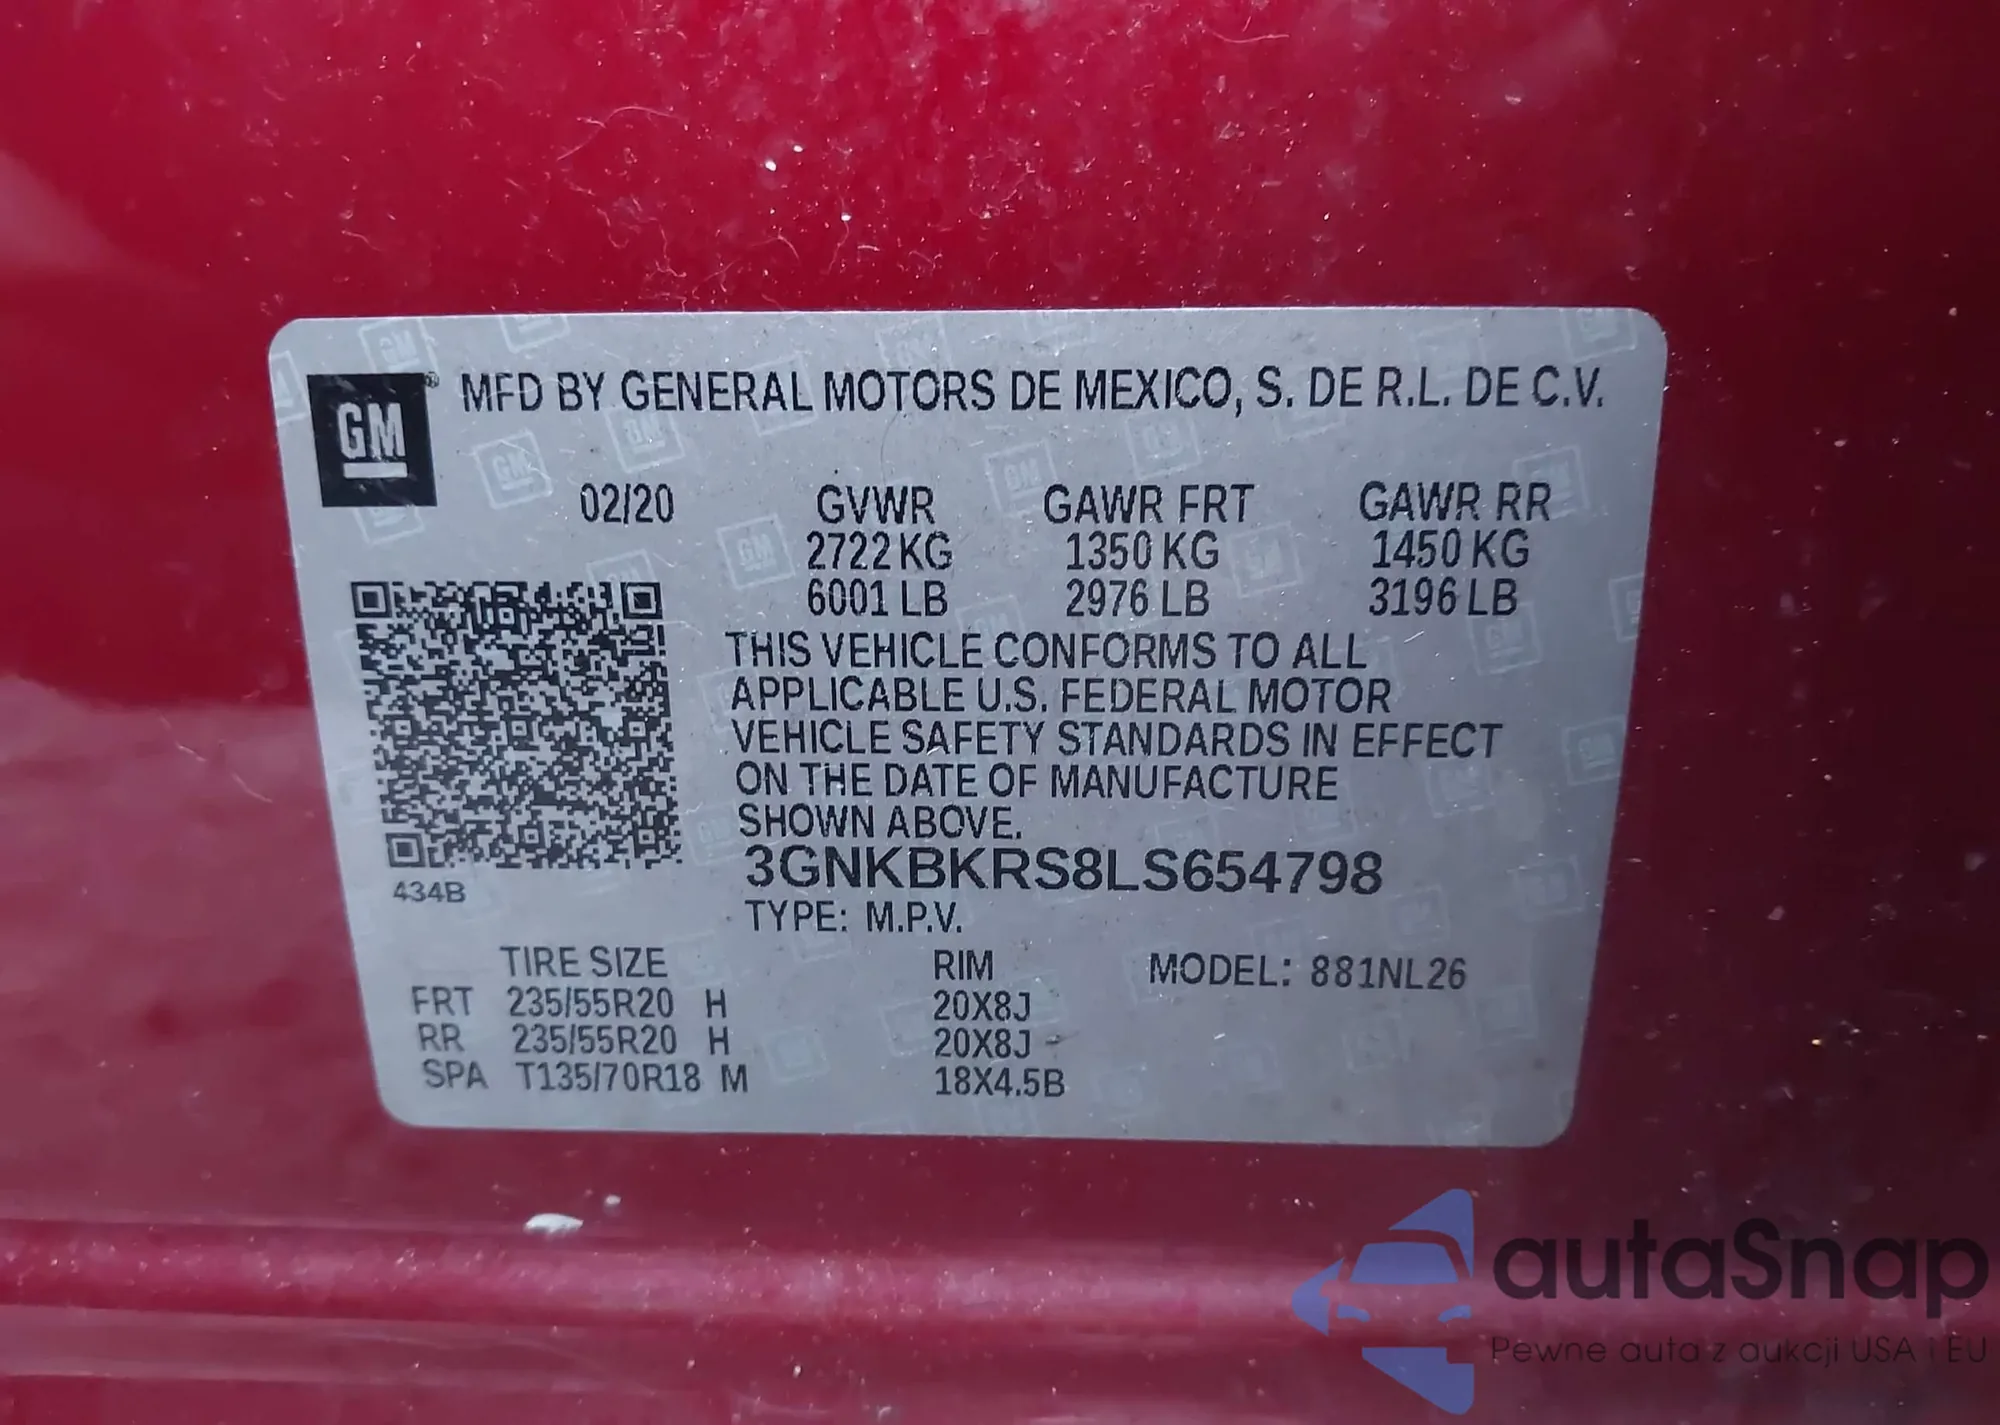 GM® MFD BY GENERAL MOTORS DE MEXICO, S. DE R.L. DE C.V.
02/20 GVWR GAWR FRT GAWR RR
2722 KG 1350 KG 1450 KG
6001 LB 2976 LB 3196 LB
THIS VEHICLE CONFORMS TO ALL
APPLICABLE U.S. FEDERAL MOTOR
VEHICLE SAFETY STANDARDS IN EFFECT
ON THE DATE OF MANUFACTURE
SHOWN ABOVE.
3GNKBKRS8LS654798
434B
TYPE: M.P.V.
TIRE SIZE RIM MODEL: 881NL26
FRT 235/55R20 H 20X8J
RR 235/55R20 H 20X8J
SPA T135/70R18 M 18X4.5B
autaSnap
Pewne auta z aukcji USA i EU